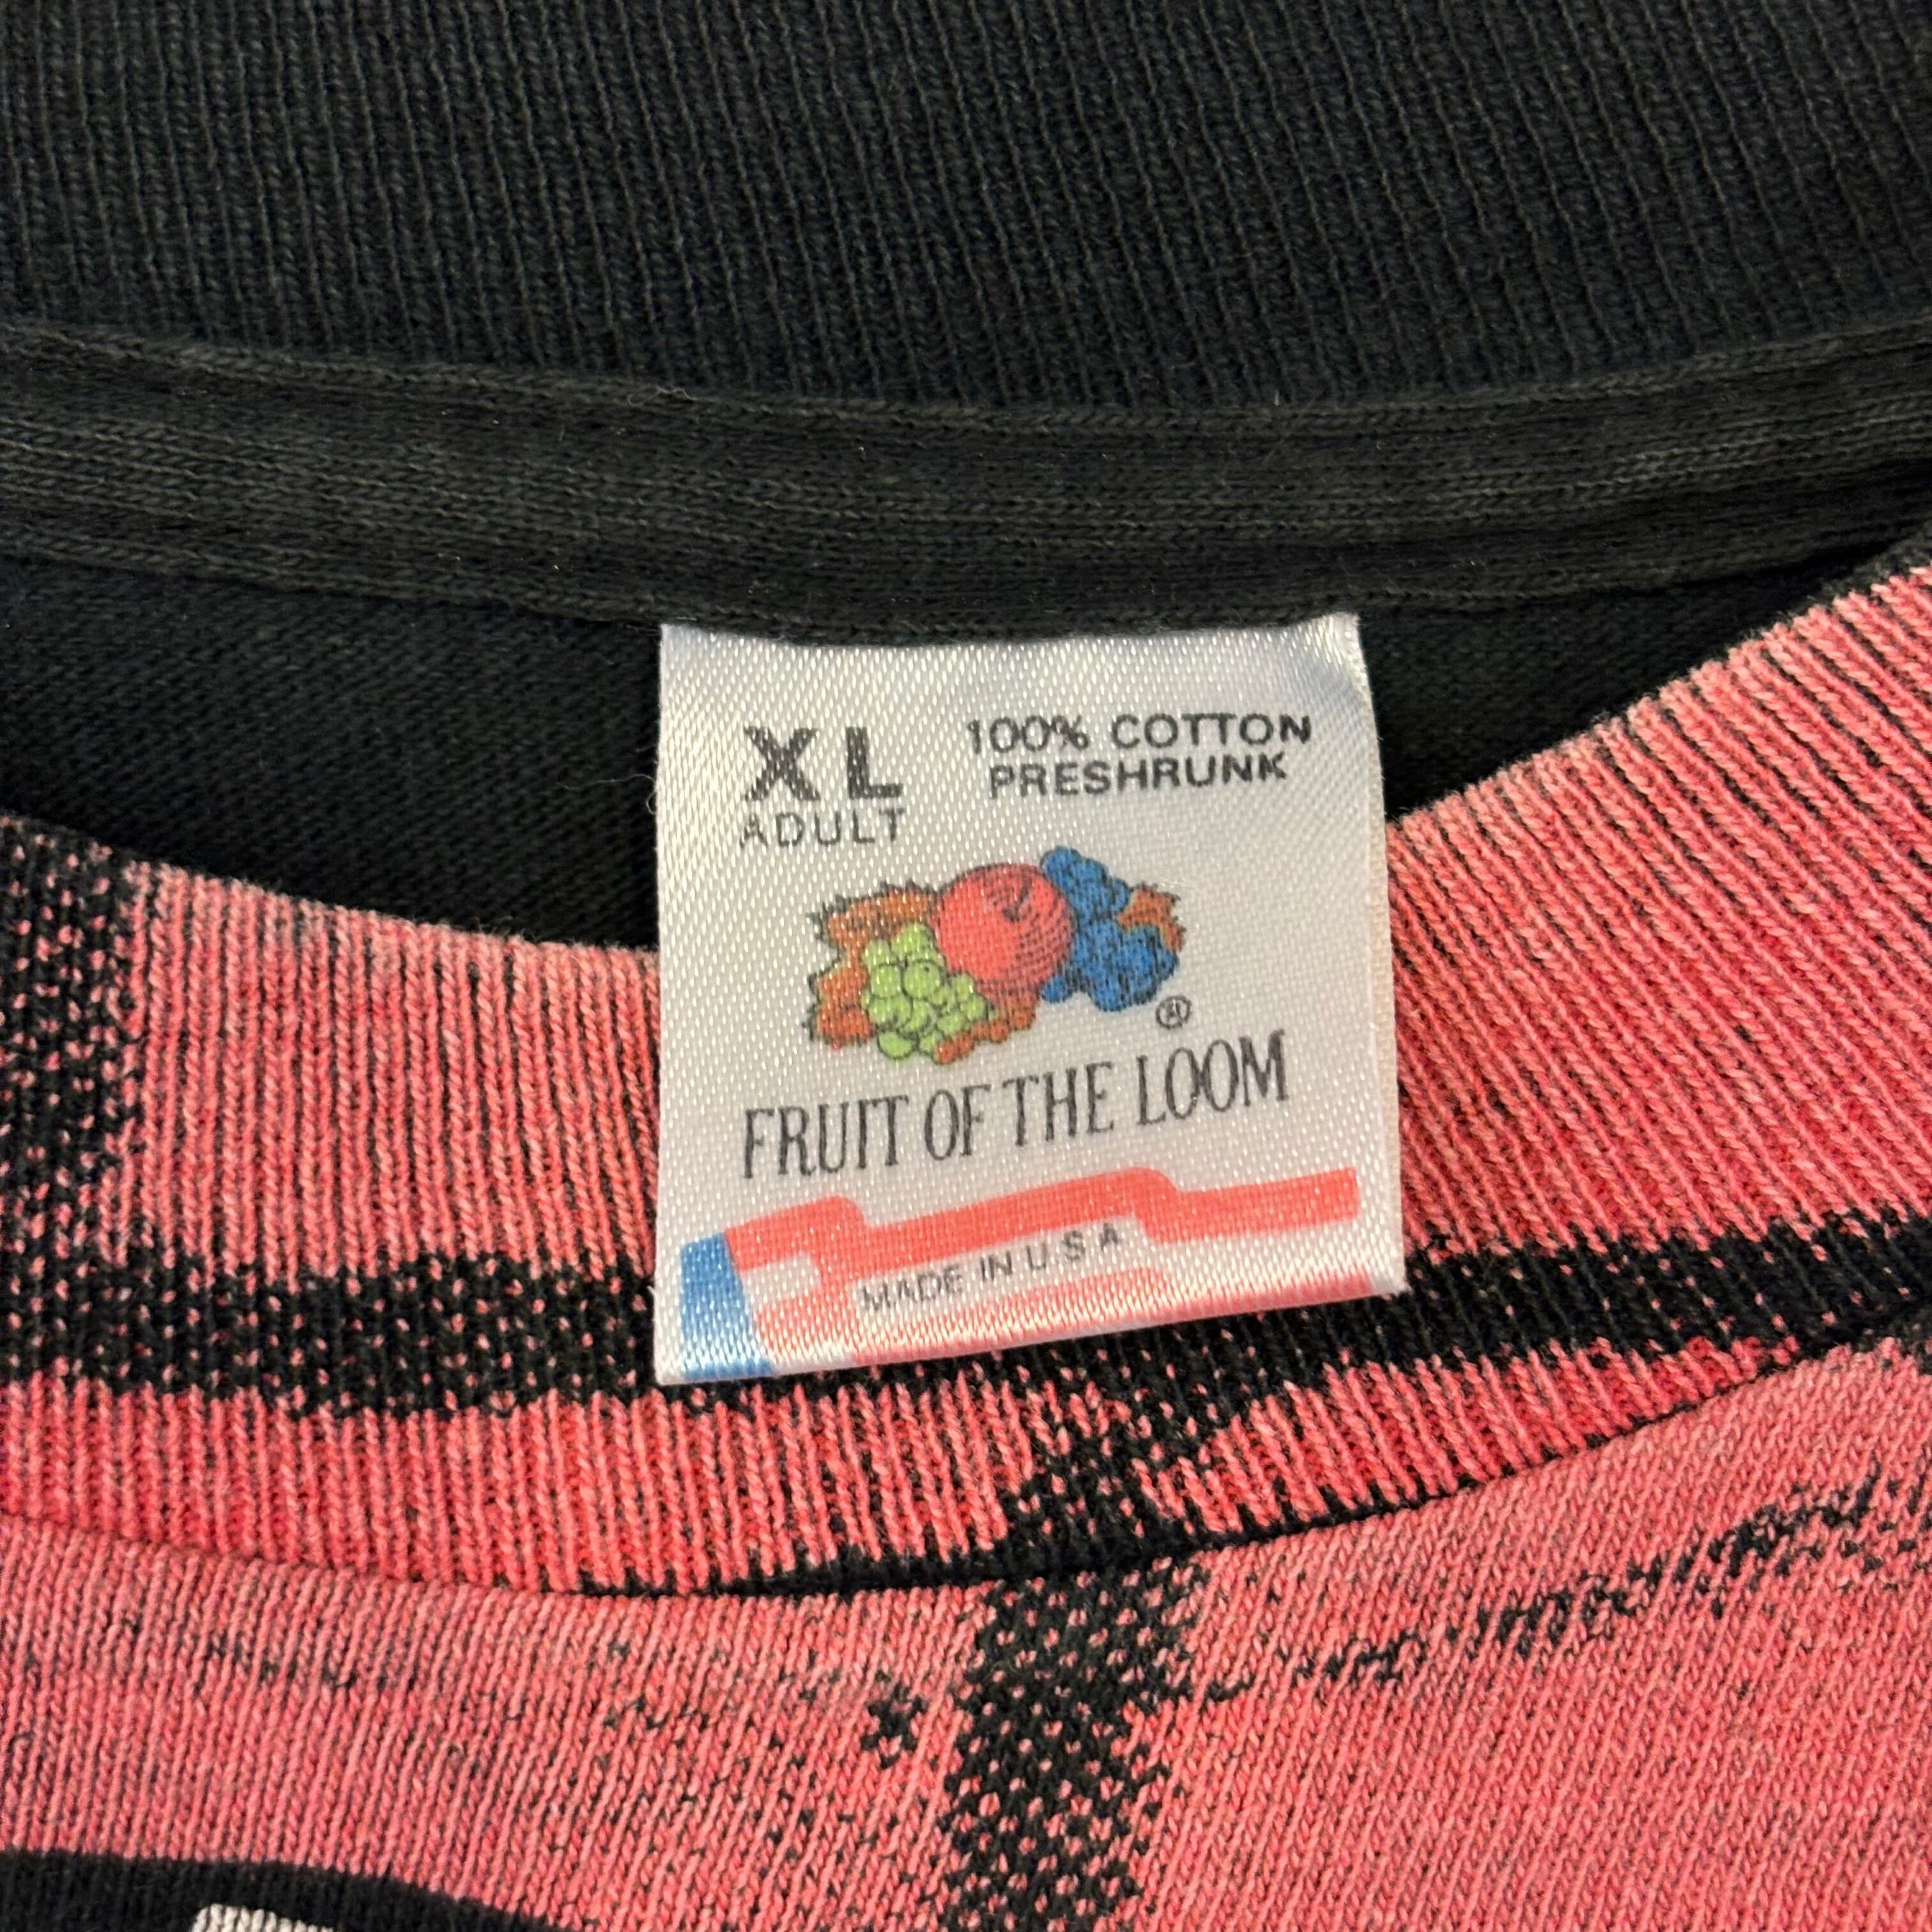 XL
ADULT
100% COTTON
PRESHRUNK
®
FRUIT OF THE LOOM
MADE IN U.S A